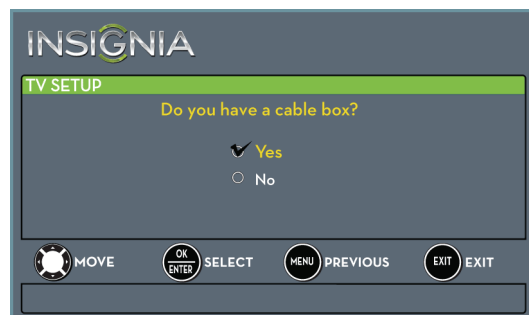 INSIGNIA
TV SETUP
Do you have a cable box?
Yes
No
MOVE OK ENTER SELECT MENU PREVIOUS EXIT EXIT